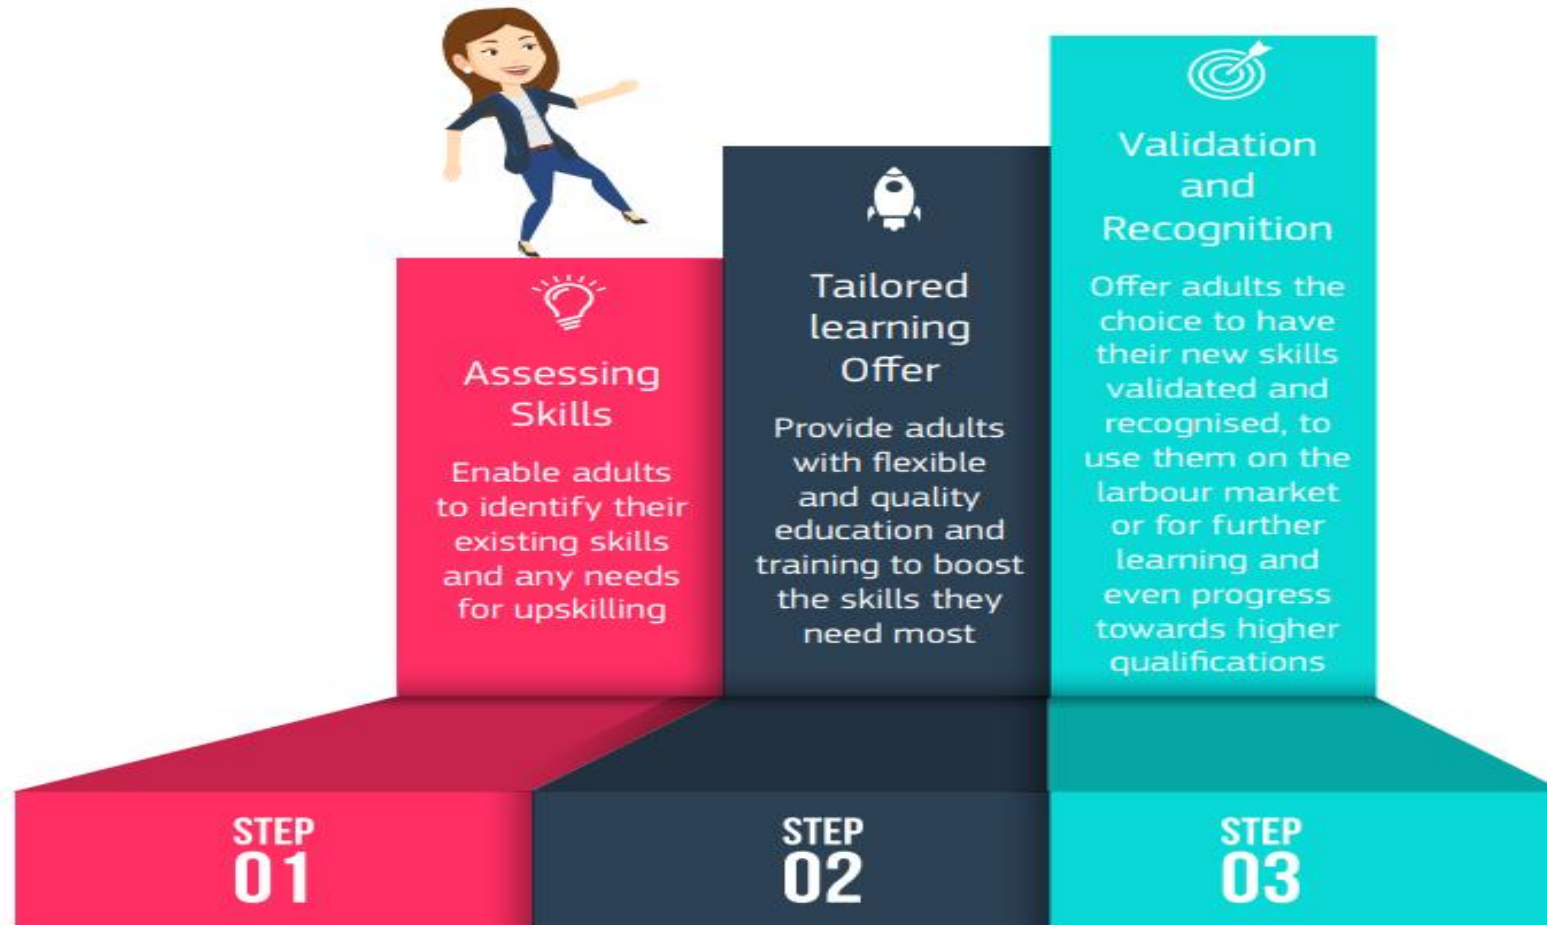 Assessing
Skills
Enable adults
to identify their
existing skills
and any needs
for upskilling
STEP
01
Tailored
learning
Offer
Provide adults
with flexible
and quality
education and
training to boost
the skills they
need most
STEP
02
Validation
and
Recognition
Offer adults the
choice to have
their new skills
validated and
recognised, to
use them on the
larbour market
or for further
learning and
even progress
towards higher
qualifications
STEP
03